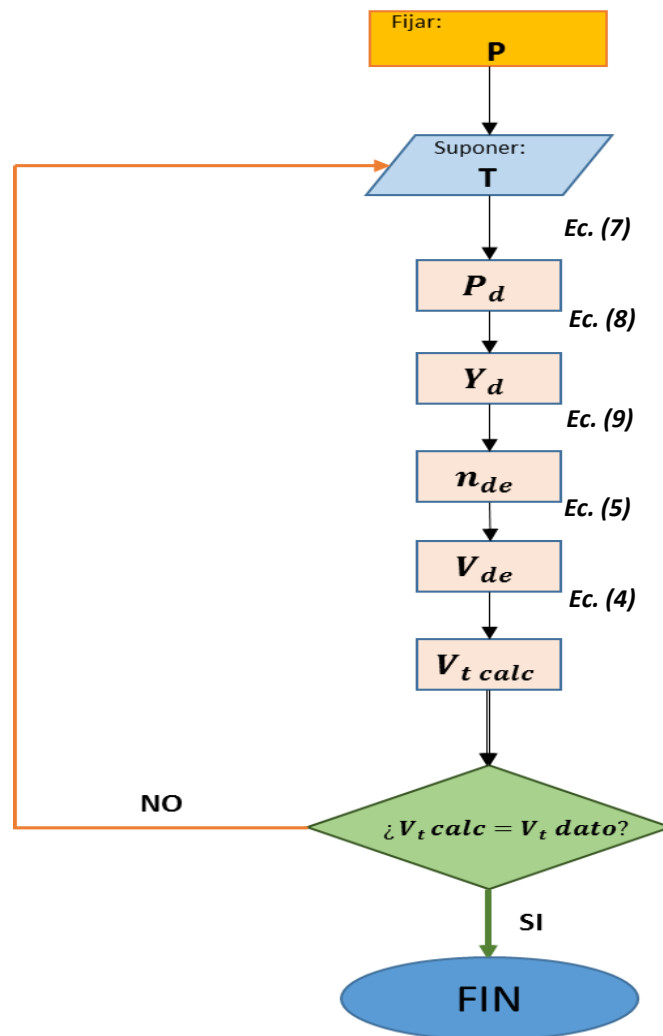 Fijar:
P
Suponer:
T
Ec. (7)
P_d
Ec. (8)
Y_d
Ec. (9)
n_de
Ec. (5)
V_de
Ec. (4)
V_t calc
¿V_t calc = V_t dato?
NO
SI
FIN